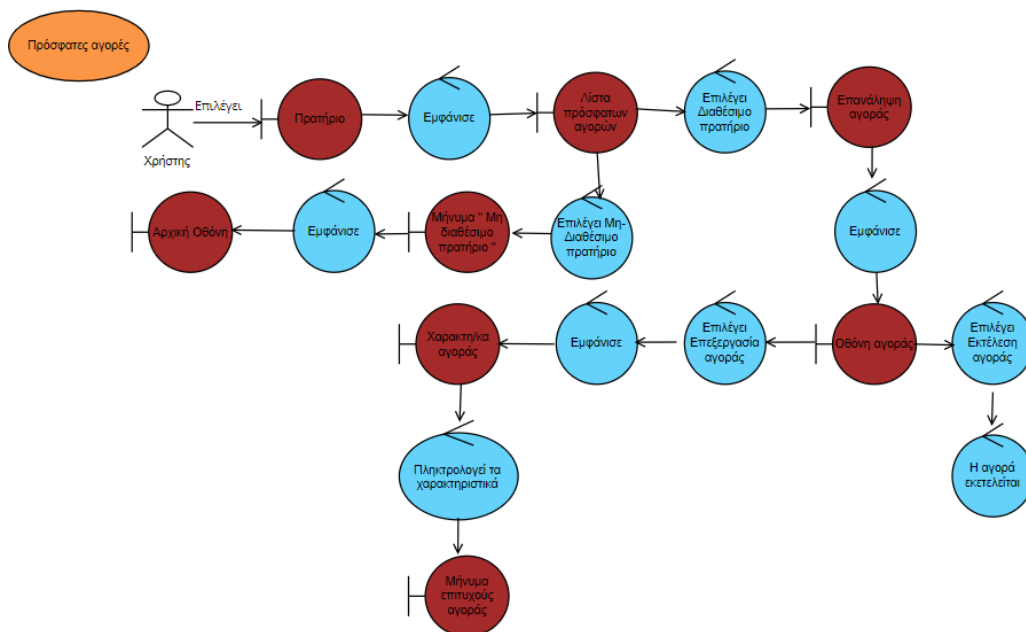 Πρόσφατες αγορές
Επιλέγει
Χρήστης
Πρατήριο
Εμφάνισε
Λίστα
πρόσφατων
αγορών
Επιλέγει
Διαθέσιμο
πρατήριο
Επανάληψη
αγοράς
Αρχική Οθόνη
Εμφάνισε
Μήνυμα " Μη
διαθέσιμο
πρατήριο "
Επιλέγει Μη-
Διαθέσιμο
πρατήριο
Εμφάνισε
Χαρακτη/κα
αγοράς
Εμφάνισε
Επιλέγει
Επεξεργασία
αγοράς
Οθόνη αγοράς
Επιλέγει
Εκτέλεση
αγοράς
Πληκτρολογεί τα
χαρακτηριστικά
Η αγορά
εκετελείται
Μήνυμα
επιτυχούς
αγοράς